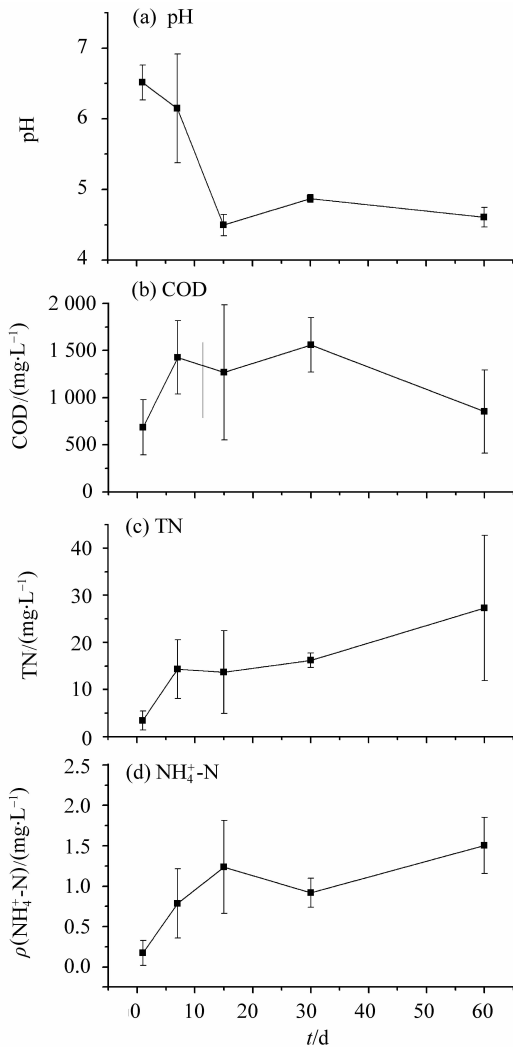 (a) pH
7
6
5
4
pH
(b) COD
2 000
1 500
1 000
500
0
COD/(mg·L⁻¹)
(c) TN
40
30
20
10
0
TN/(mg·L⁻¹)
(d) NH₄⁺-N
2.5
2.0
1.5
1.0
0.5
0.0
ρ(NH₄⁺-N)/(mg·L⁻¹)
0 10 20 30 40 50 60
t/d